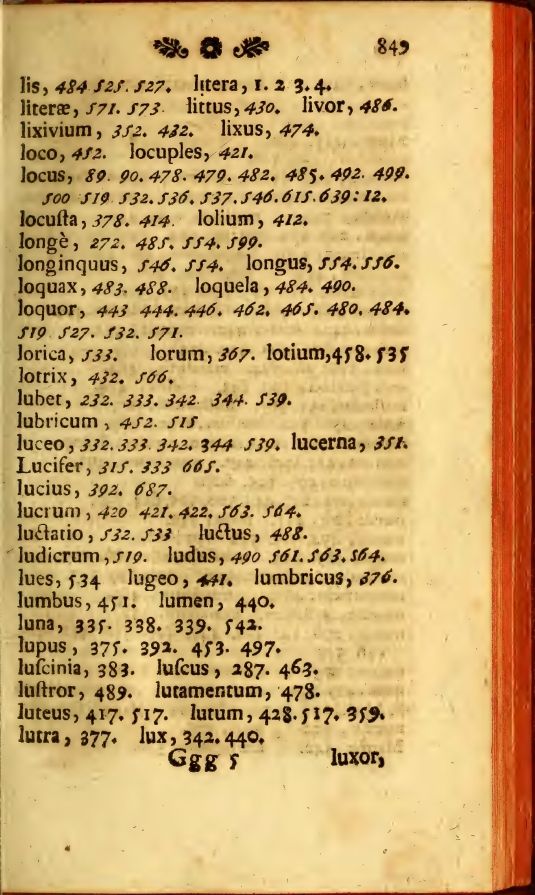 849
lis, 484 525. 527. litera, 1. 2 3. 4.
literæ, 571. 573. littus, 430. livor, 486.
lixivium, 352. 432. lixus, 474.
loco, 452. locuples, 421.
locus, 89. 90. 478. 479. 482. 485. 492. 499.
500 519 532. 536. 537. 546. 615. 639: 12.
locuſta, 378. 414. lolium, 412.
longè, 272. 485. 554. 599.
longinquus, 546. 554. longus, 554. 556.
loquax, 483. 488. loquela, 484. 490.
loquor, 443 444. 446. 462. 465. 480. 484.
519 527. 532. 571.
lorica, 533. lorum, 367. lotium, 458. 535
lotrix, 432. 566.
lubet, 232. 333. 342. 344. 539.
lubricum, 452. 515
luceo, 332. 333. 342. 344 539. lucerna, 351.
Lucifer, 315. 333 665.
lucius, 392. 687.
lucrum, 420 421. 422. 563. 564.
luctatio, 532. 533 luctus, 488.
ludicrum, 519. ludus, 490 561. 563. 564.
lues, 534 lugeo, 441. lumbricus, 376.
lumbus, 451. lumen, 440.
luna, 335. 338. 339. 542.
lupus, 375. 392. 453. 497.
luſcinia, 383. luſcus, 287. 463.
luſtror, 489. lutamentum, 478.
luteus, 417. 517. lutum, 428. 517. 359.
lutra, 377. lux, 342. 440.
Ggg 5 luxor,